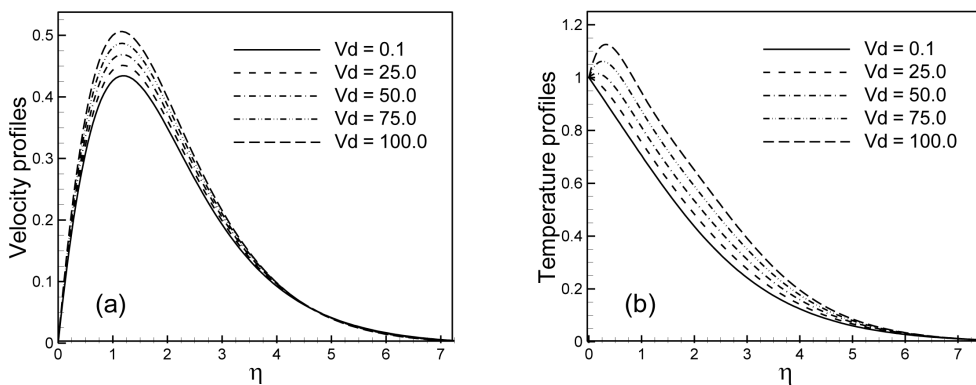 Velocity profiles
0.5
0.4
0.3
0.2
0.1
0
Vd = 0.1
Vd = 25.0
Vd = 50.0
Vd = 75.0
Vd = 100.0
(a)
0 1 2 3 4 5 6 7
η
Temperature profiles
1.2
1
0.8
0.6
0.4
0.2
0
Vd = 0.1
Vd = 25.0
Vd = 50.0
Vd = 75.0
Vd = 100.0
(b)
0 1 2 3 4 5 6 7
η